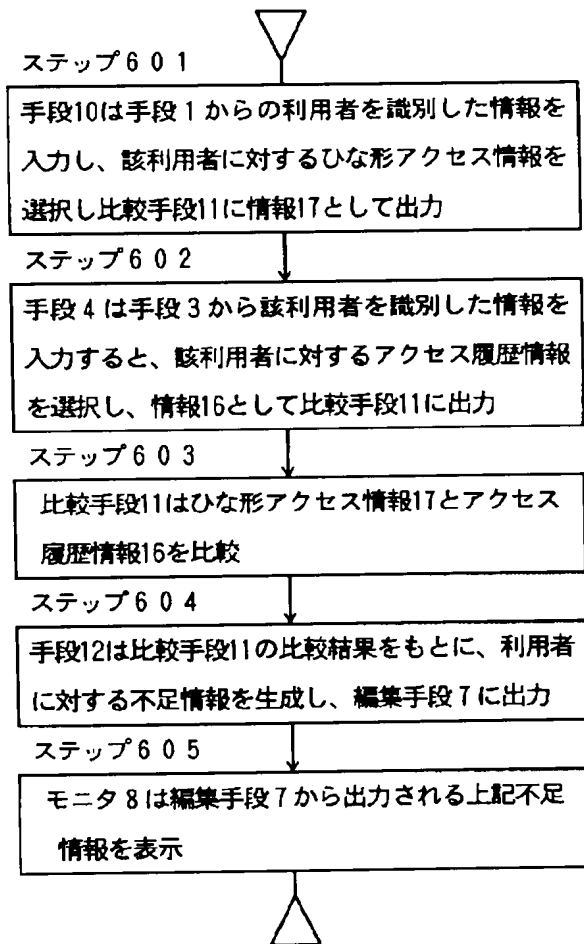 ステップ601
手段10は手段1からの利用者を識別した情報を
入力し、該利用者に対するひな形アクセス情報を
選択し比較手段11に情報17として出力
ステップ602
手段4は手段3から該利用者を識別した情報を
入力すると、該利用者に対するアクセス履歴情報
を選択し、情報16として比較手段11に出力
ステップ603
比較手段11はひな形アクセス情報17とアクセス
履歴情報16を比較
ステップ604
手段12は比較手段11の比較結果をもとに、利用者
に対する不足情報を生成し、編集手段7に出力
ステップ605
モニタ8は編集手段7から出力される上記不足
情報を表示